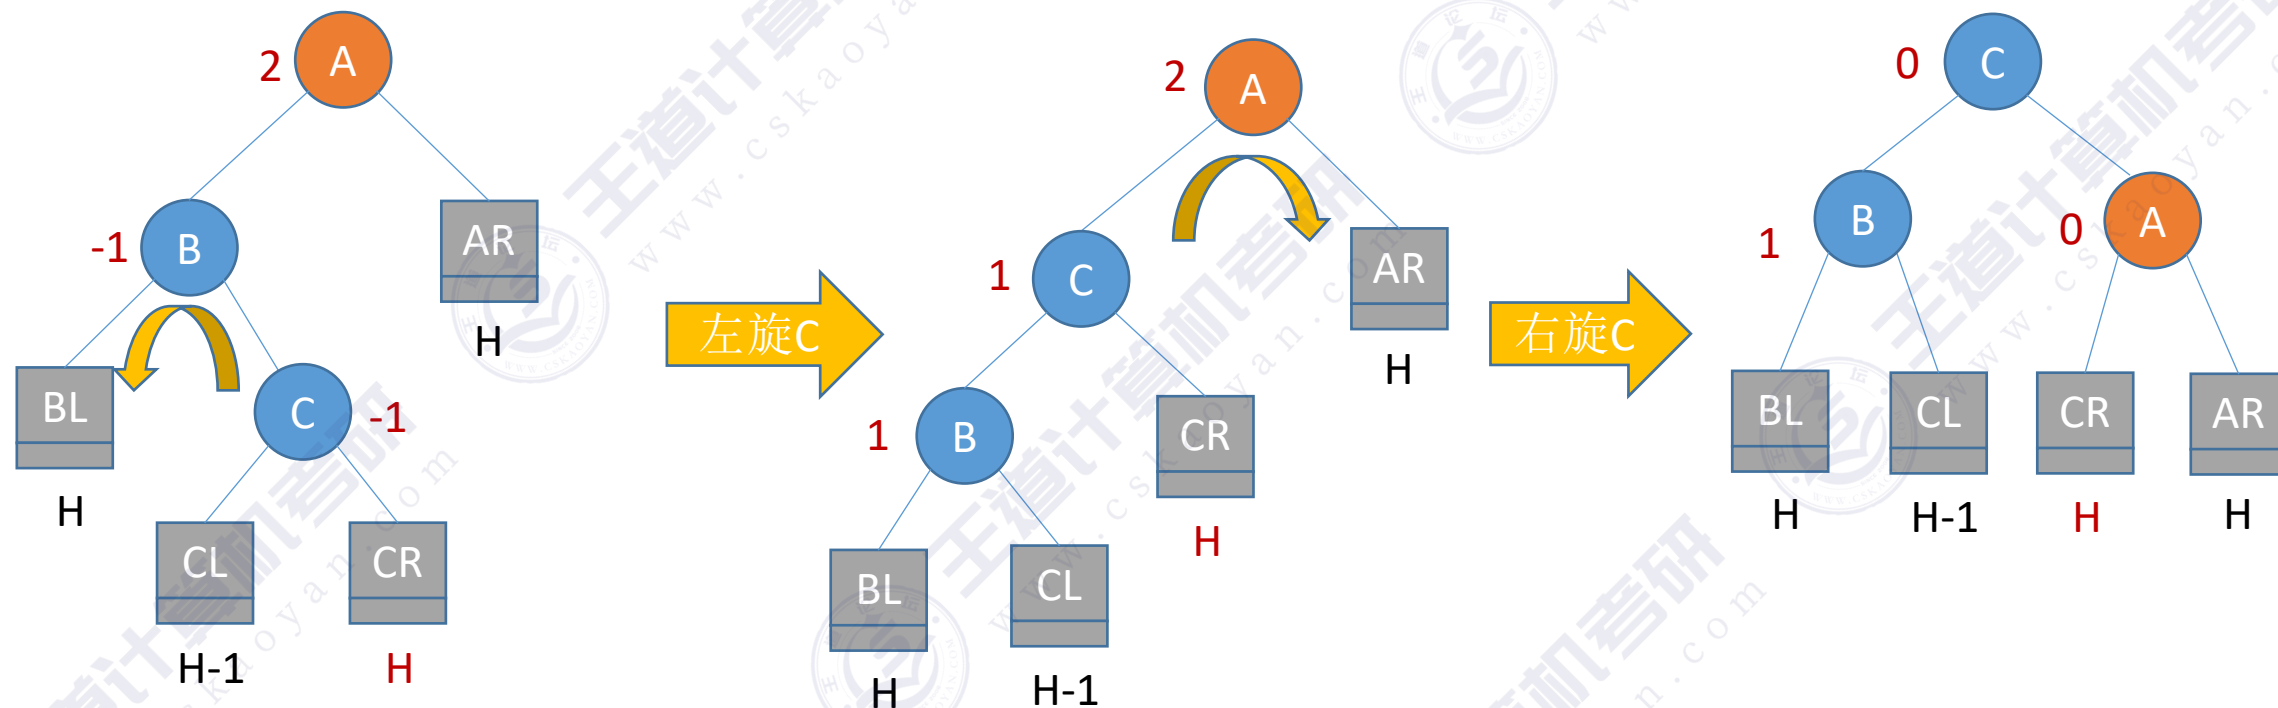 2 A
-1 B
AR
H
BL
H
C -1
CL
H-1
CR
H
左旋C
2 A
1 C
AR
H
1 B
CR
H
BL
H
CL
H-1
右旋C
0 C
1 B
0 A
BL
H
CL
H-1
CR
H
AR
H
王道计算机考研
www.cskaoyan.com